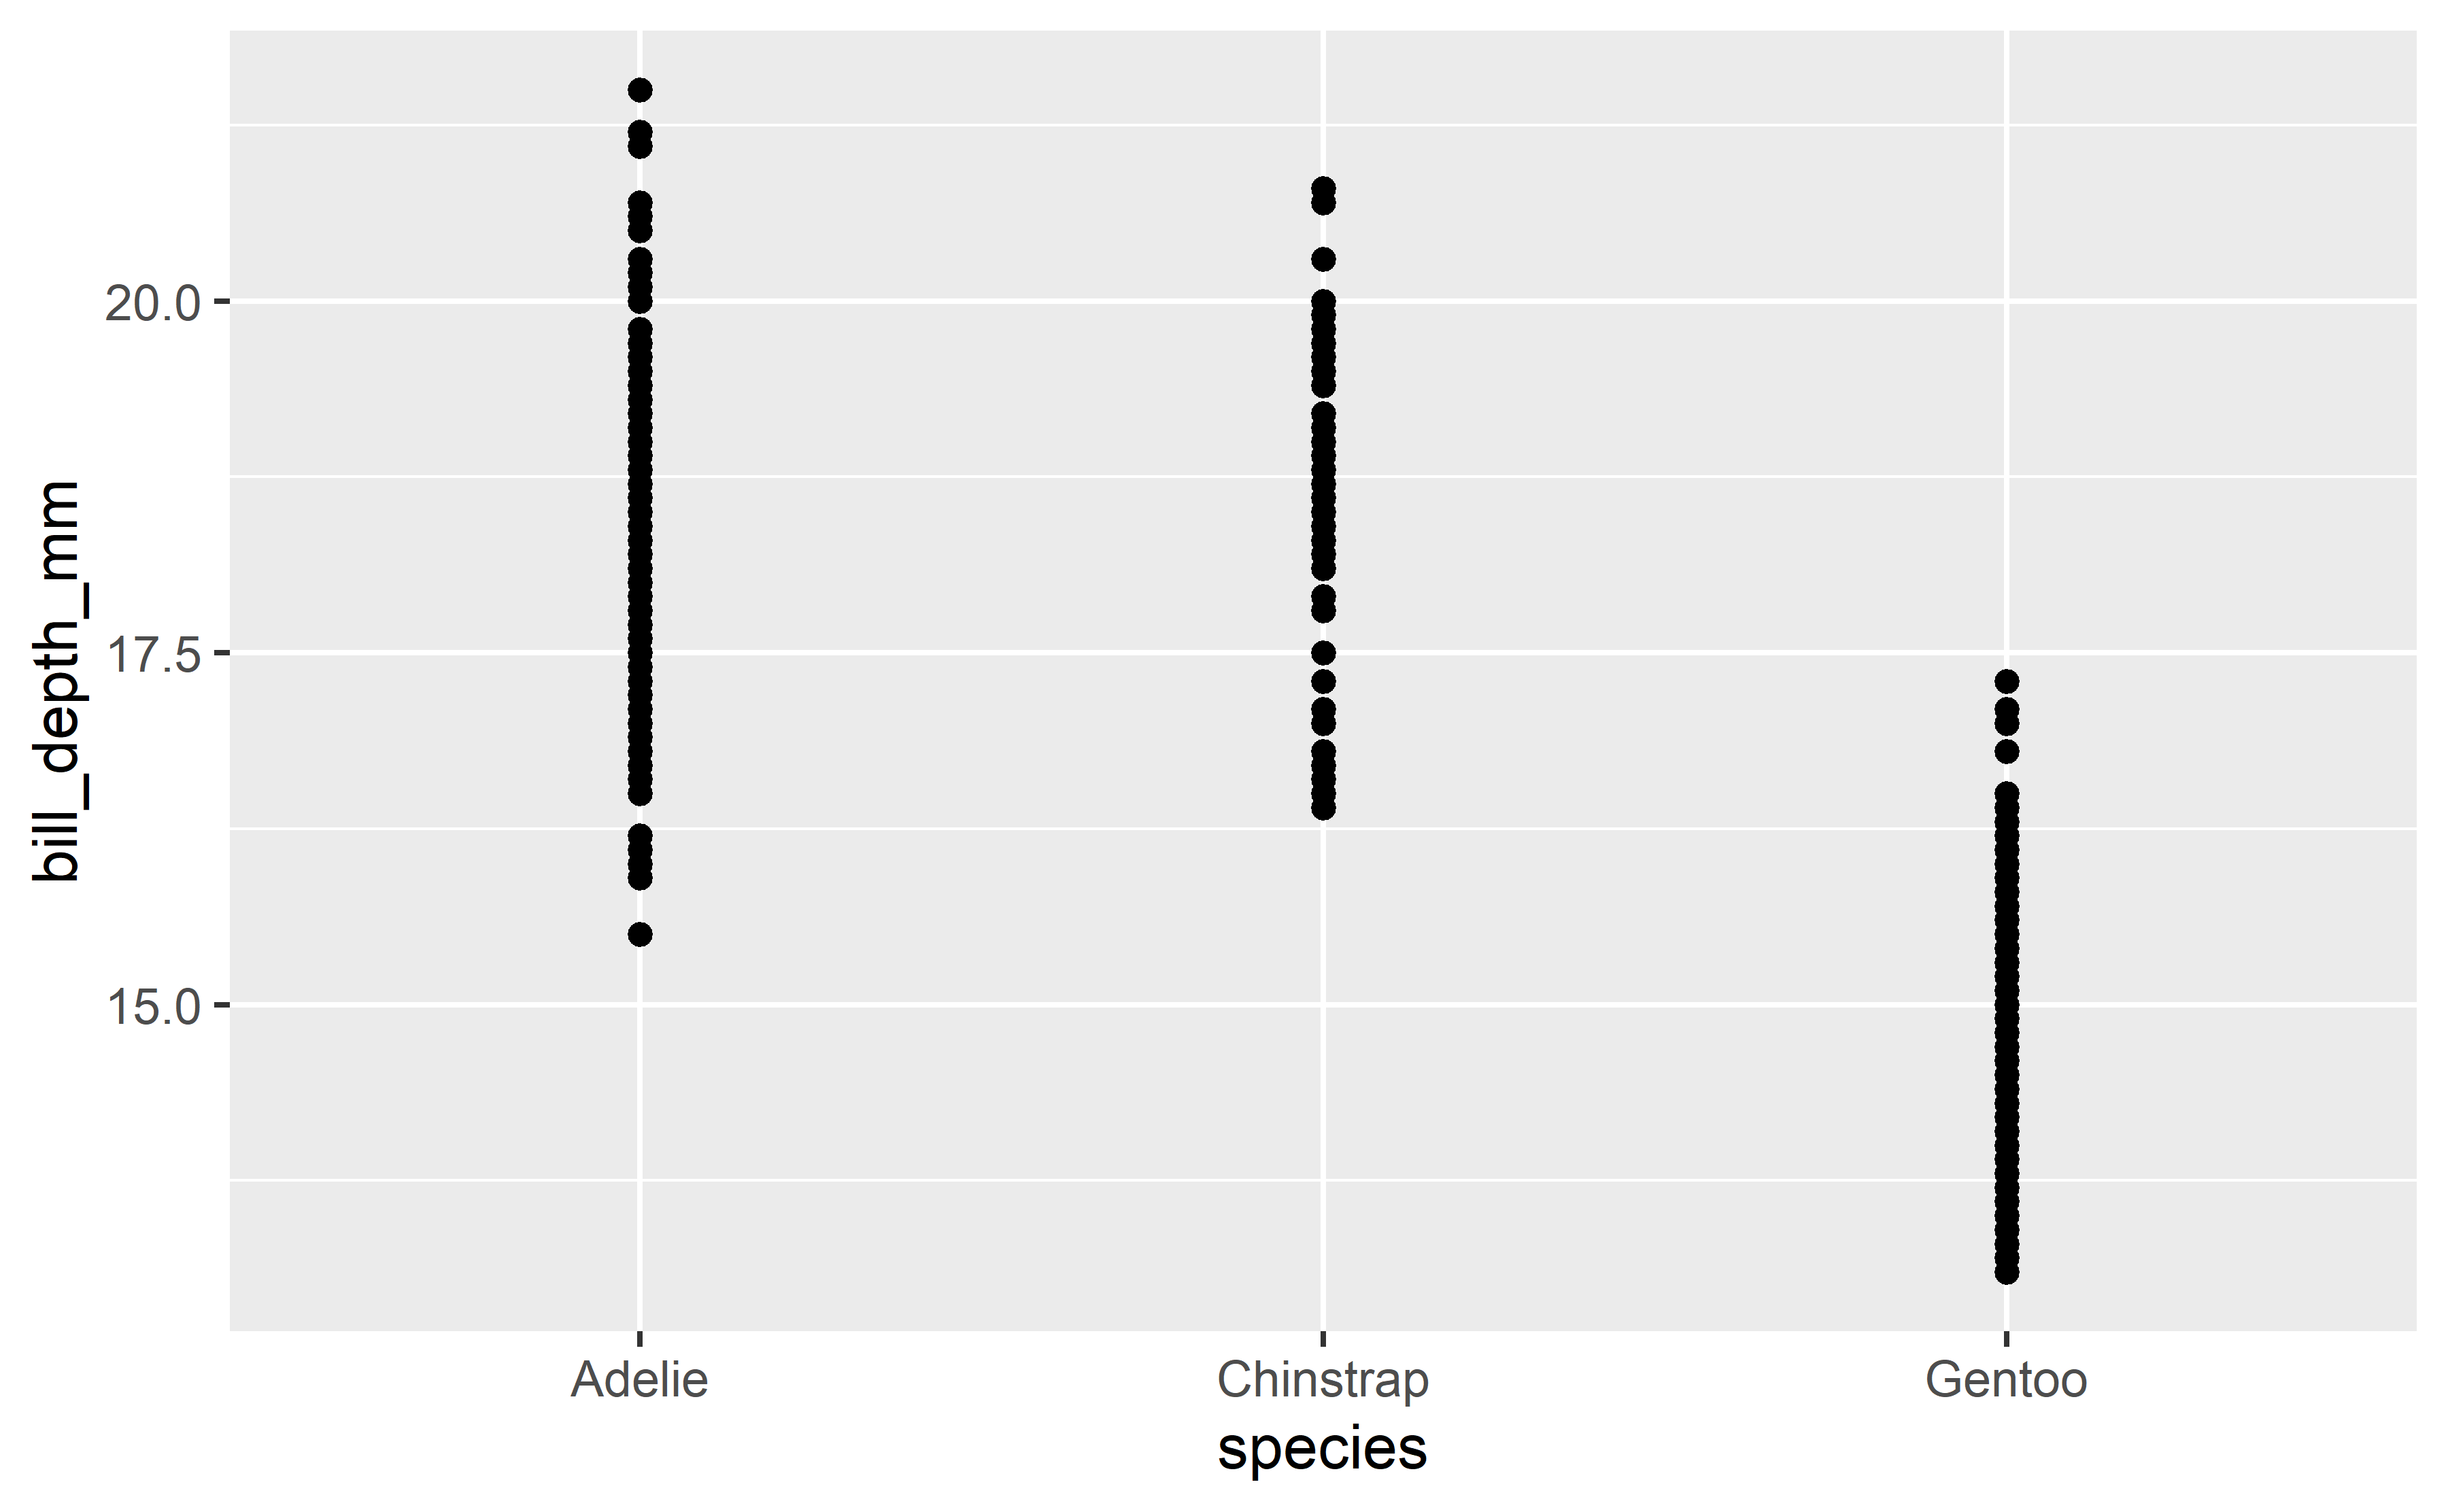 bill_depth_mm
20.0
17.5
15.0
Adelie Chinstrap Gentoo
species